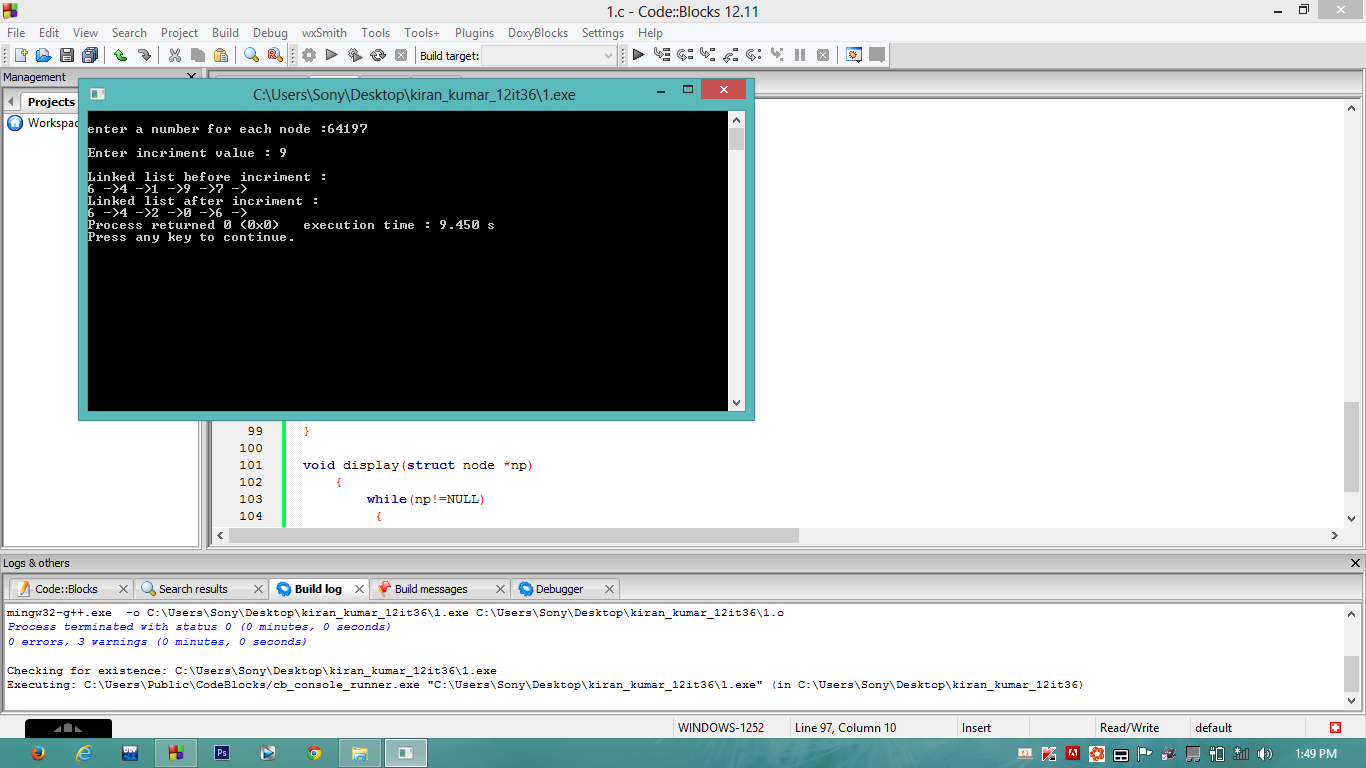 1.c - Code::Blocks 12.11
File Edit View Search Project Build Debug wxSmith Tools Tools+ Plugins DoxyBlocks Settings Help
Build target:
Management
Projects
C:\Users\Sony\Desktop\kiran_kumar_12it36\1.exe
enter a number for each node :64197
Enter incriment value : 9
Linked list before incriment :
6 ->4 ->1 ->9 ->7 ->
Linked list after incriment :
6 ->4 ->2 ->0 ->6 ->
Process returned 0 (0x0)   execution time : 9.450 s
Press any key to continue.
99 }
100
101 void display(struct node *np)
102 {
103 while(np!=NULL)
104 {
Logs & others
Code::Blocks Search results Build log Build messages Debugger
mingw32-g++.exe  -o C:\Users\Sony\Desktop\kiran_kumar_12it36\1.exe C:\Users\Sony\Desktop\kiran_kumar_12it36\1.o
Process terminated with status 0 (0 minutes, 0 seconds)
0 errors, 3 warnings (0 minutes, 0 seconds)
Checking for existence: C:\Users\Sony\Desktop\kiran_kumar_12it36\1.exe
Executing: C:\Users\Public\CodeBlocks/cb_console_runner.exe "C:\Users\Sony\Desktop\kiran_kumar_12it36\1.exe" (in C:\Users\Sony\Desktop\kiran_kumar_12it36)
WINDOWS-1252 Line 97, Column 10 Insert Read/Write default
Ps
1:49 PM